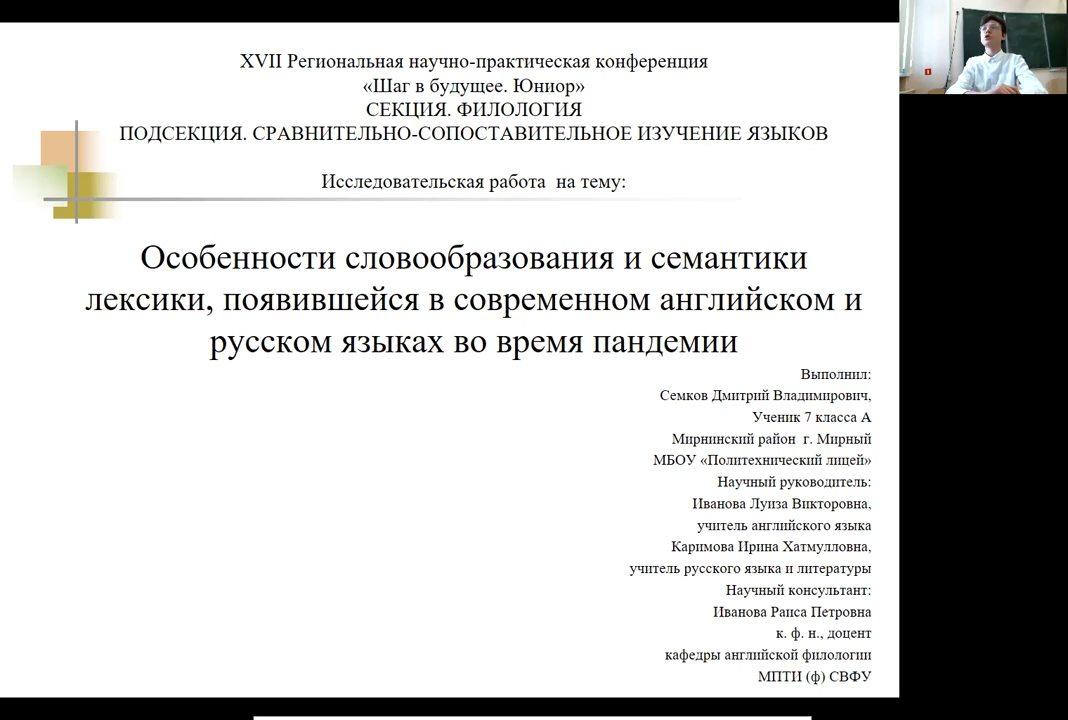 XVII Региональная научно-практическая конференция
«Шаг в будущее. Юниор»
СЕКЦИЯ. ФИЛОЛОГИЯ
ПОДСЕКЦИЯ. СРАВНИТЕЛЬНО-СОПОСТАВИТЕЛЬНОЕ ИЗУЧЕНИЕ ЯЗЫКОВ
Исследовательская работа на тему:
Особенности словообразования и семантики
лексики, появившейся в современном английском и
русском языках во время пандемии
Выполнил:
Семков Дмитрий Владимирович,
Ученик 7 класса А
Мирнинский район г. Мирный
МБОУ «Политехнический лицей»
Научный руководитель:
Иванова Луиза Викторовна,
учитель английского языка
Каримова Ирина Хатмулловна,
учитель русского языка и литературы
Научный консультант:
Иванова Раиса Петровна
к. ф. н., доцент
кафедры английской филологии
МПТИ (ф) СВФУ